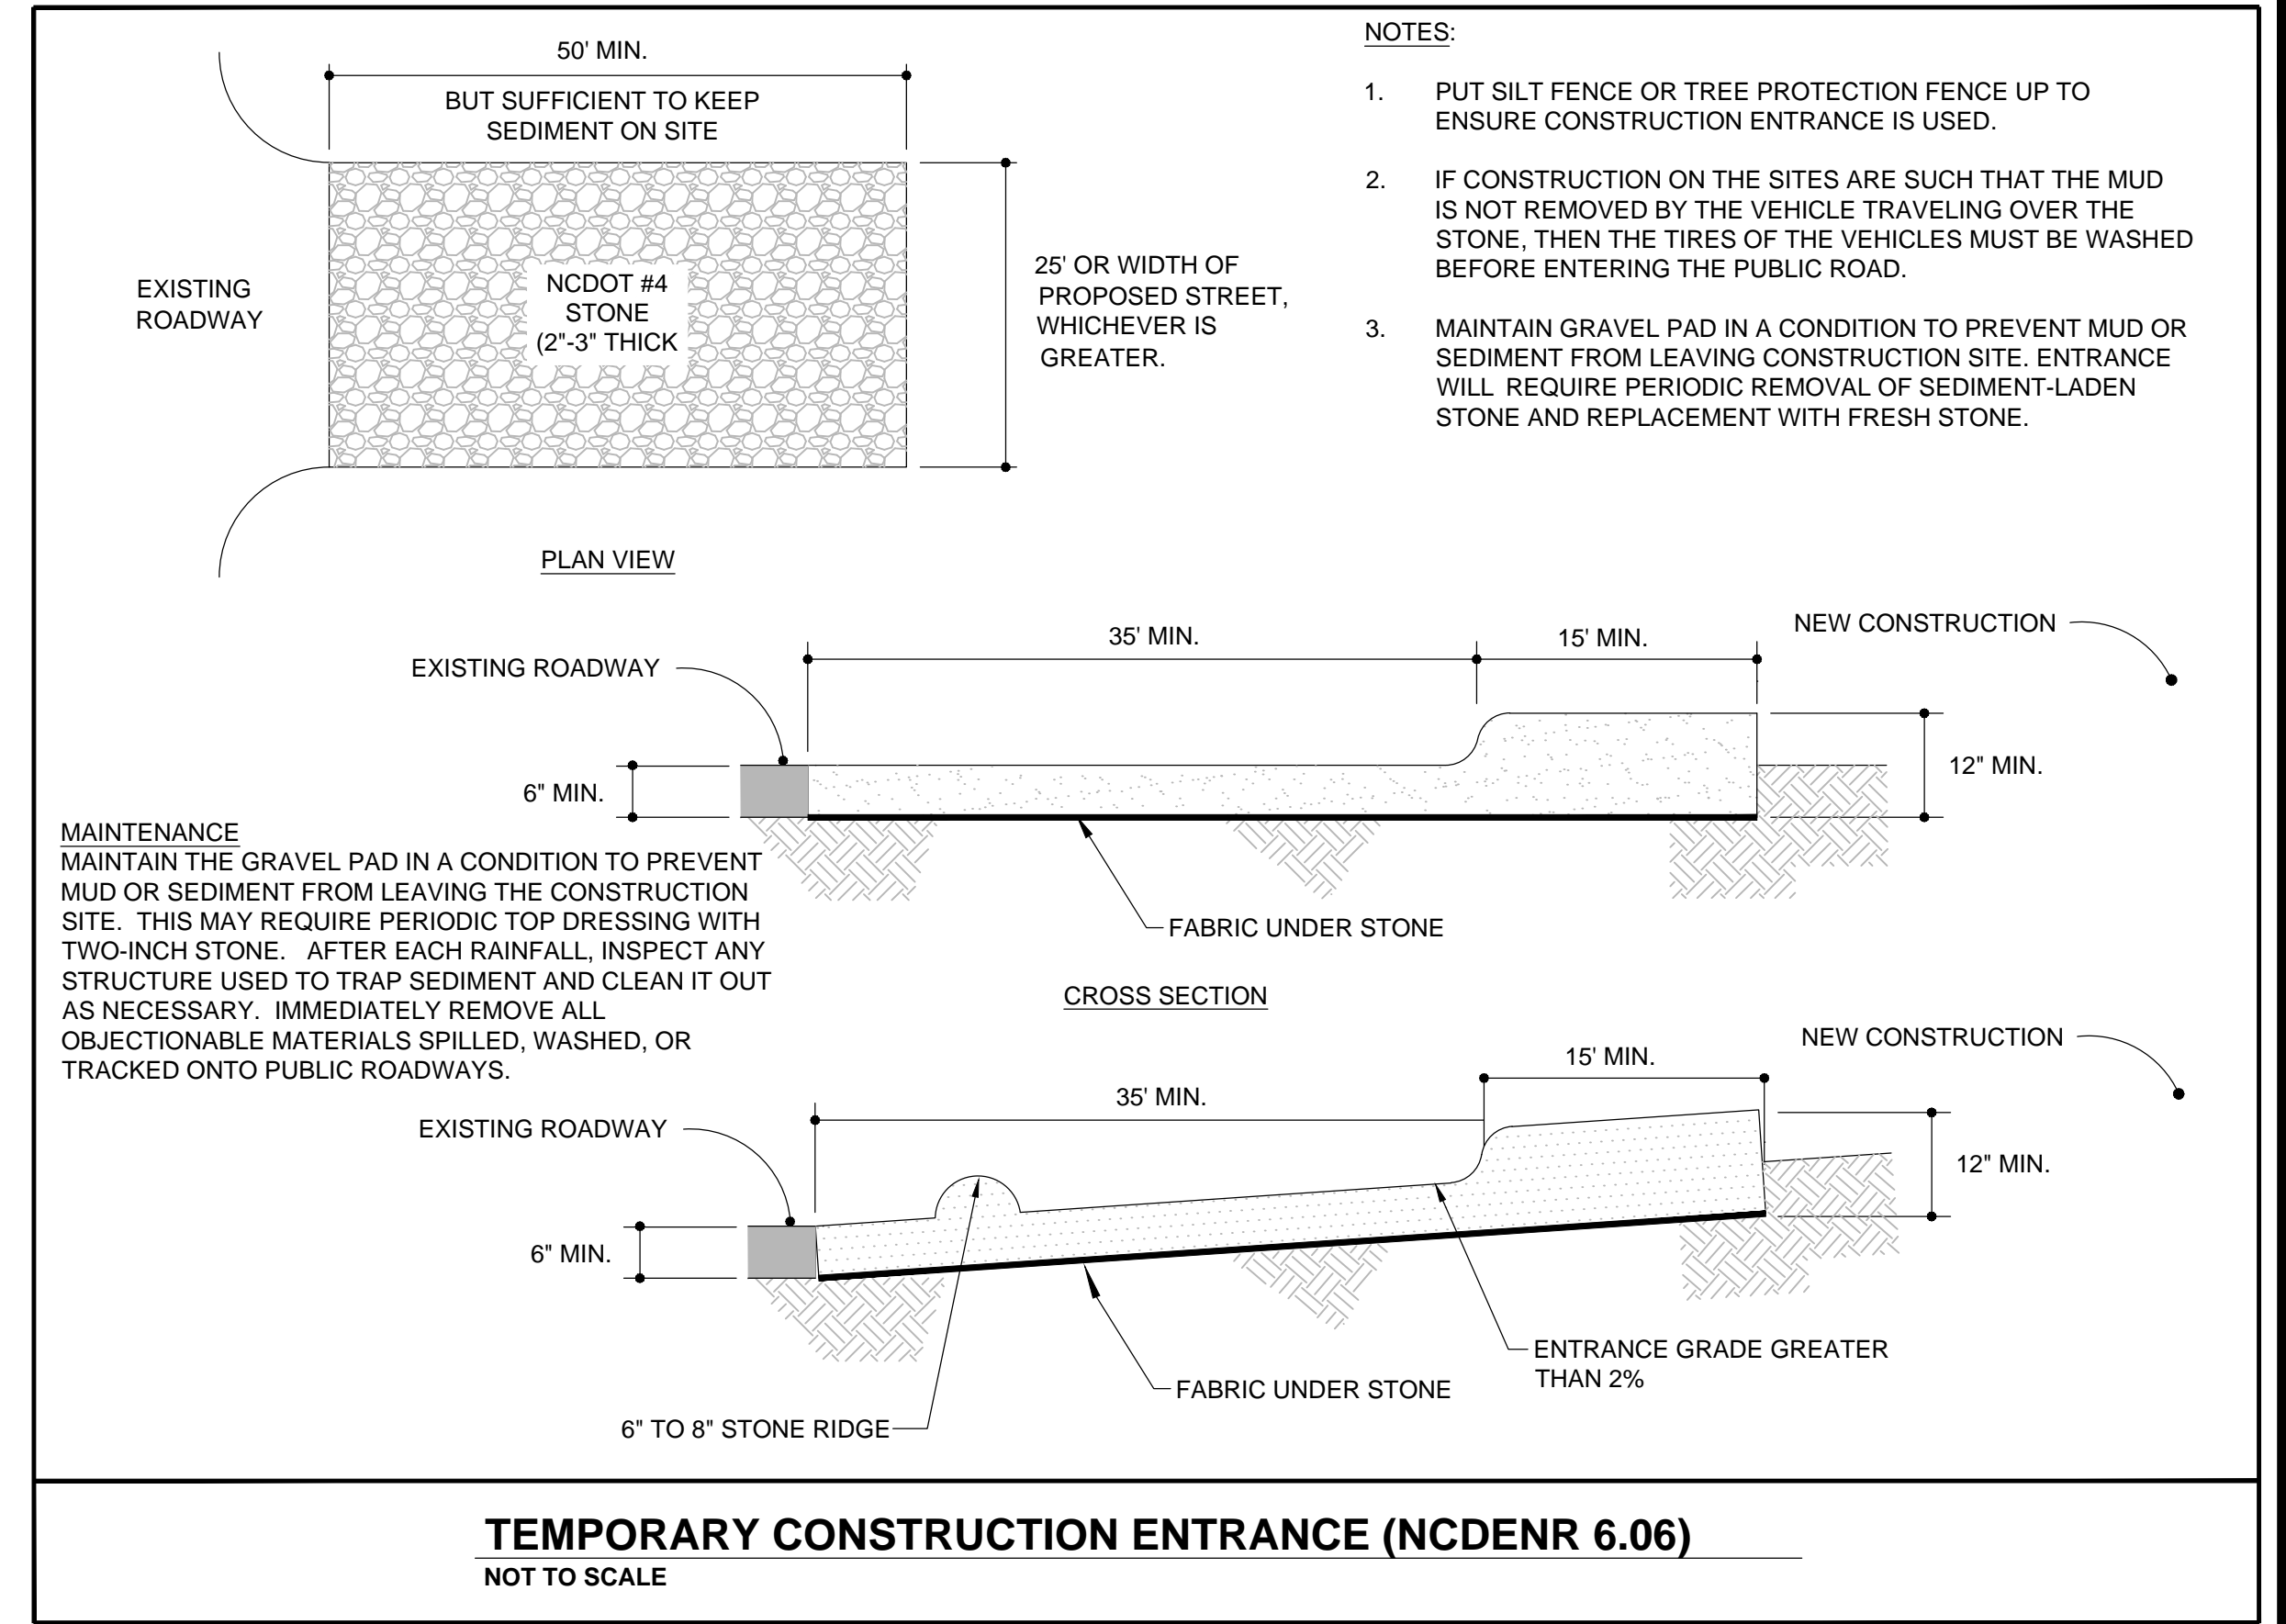 50' MIN.
BUT SUFFICIENT TO KEEP
SEDIMENT ON SITE
EXISTING
ROADWAY
NCDOT #4
STONE
(2"-3" THICK
25' OR WIDTH OF
PROPOSED STREET,
WHICHEVER IS
GREATER.
PLAN VIEW
NOTES:
1. PUT SILT FENCE OR TREE PROTECTION FENCE UP TO
ENSURE CONSTRUCTION ENTRANCE IS USED.
2. IF CONSTRUCTION ON THE SITES ARE SUCH THAT THE MUD
IS NOT REMOVED BY THE VEHICLE TRAVELING OVER THE
STONE, THEN THE TIRES OF THE VEHICLES MUST BE WASHED
BEFORE ENTERING THE PUBLIC ROAD.
3. MAINTAIN GRAVEL PAD IN A CONDITION TO PREVENT MUD OR
SEDIMENT FROM LEAVING CONSTRUCTION SITE. ENTRANCE
WILL REQUIRE PERIODIC REMOVAL OF SEDIMENT-LADEN
STONE AND REPLACEMENT WITH FRESH STONE.
EXISTING ROADWAY
35' MIN.
15' MIN.
NEW CONSTRUCTION
6" MIN.
12" MIN.
FABRIC UNDER STONE
CROSS SECTION
MAINTENANCE
MAINTAIN THE GRAVEL PAD IN A CONDITION TO PREVENT
MUD OR SEDIMENT FROM LEAVING THE CONSTRUCTION
SITE. THIS MAY REQUIRE PERIODIC TOP DRESSING WITH
TWO-INCH STONE. AFTER EACH RAINFALL, INSPECT ANY
STRUCTURE USED TO TRAP SEDIMENT AND CLEAN IT OUT
AS NECESSARY. IMMEDIATELY REMOVE ALL
OBJECTIONABLE MATERIALS SPILLED, WASHED, OR
TRACKED ONTO PUBLIC ROADWAYS.
EXISTING ROADWAY
35' MIN.
15' MIN.
NEW CONSTRUCTION
6" MIN.
12" MIN.
ENTRANCE GRADE GREATER
THAN 2%
FABRIC UNDER STONE
6" TO 8" STONE RIDGE
TEMPORARY CONSTRUCTION ENTRANCE (NCDENR 6.06)
NOT TO SCALE